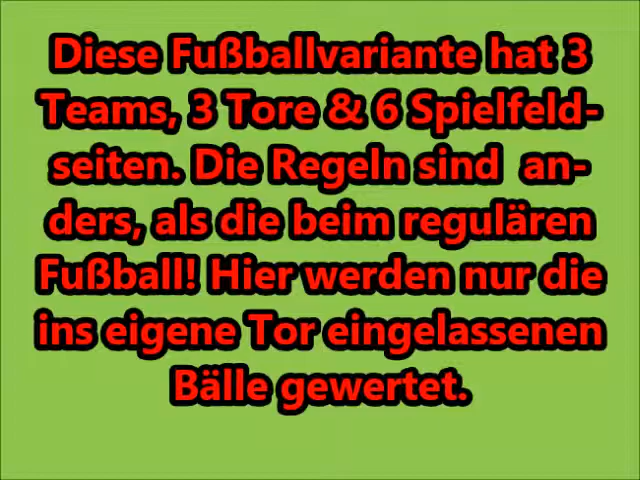 Diese Fußballvariante hat 3
Teams, 3 Tore & 6 Spielfeld-
seiten. Die Regeln sind  an-
ders, als die beim regulären
Fußball! Hier werden nur die
ins eigene Tor eingelassenen
Bälle gewertet.